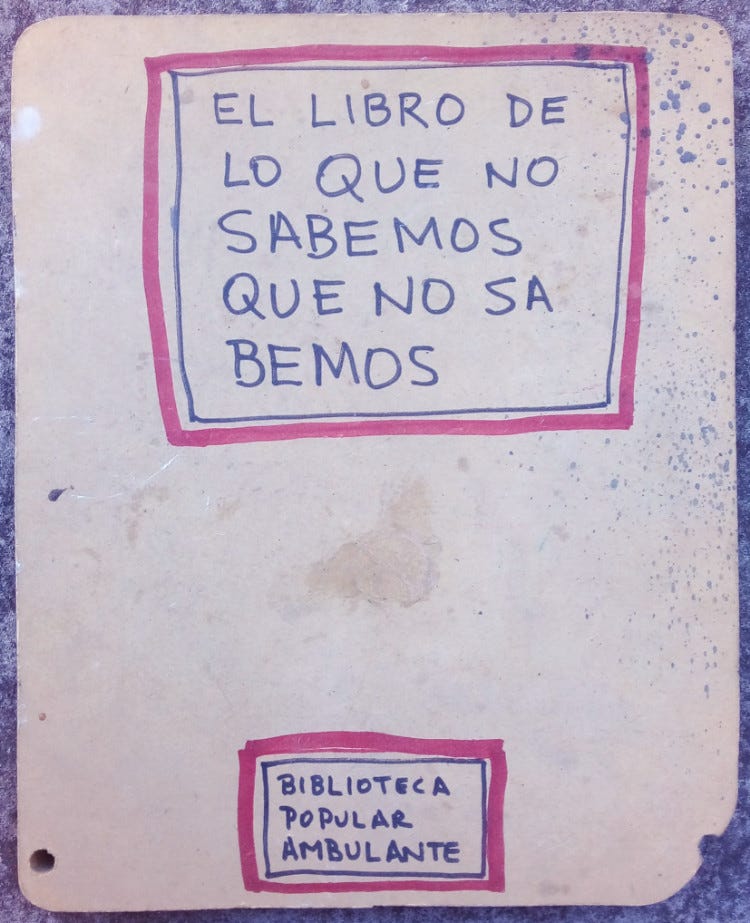 EL LIBRO DE
LO QUE NO
SABEMOS
QUE NO SA
BEMOS
BIBLIOTECA
POPULAR
AMBULANTE